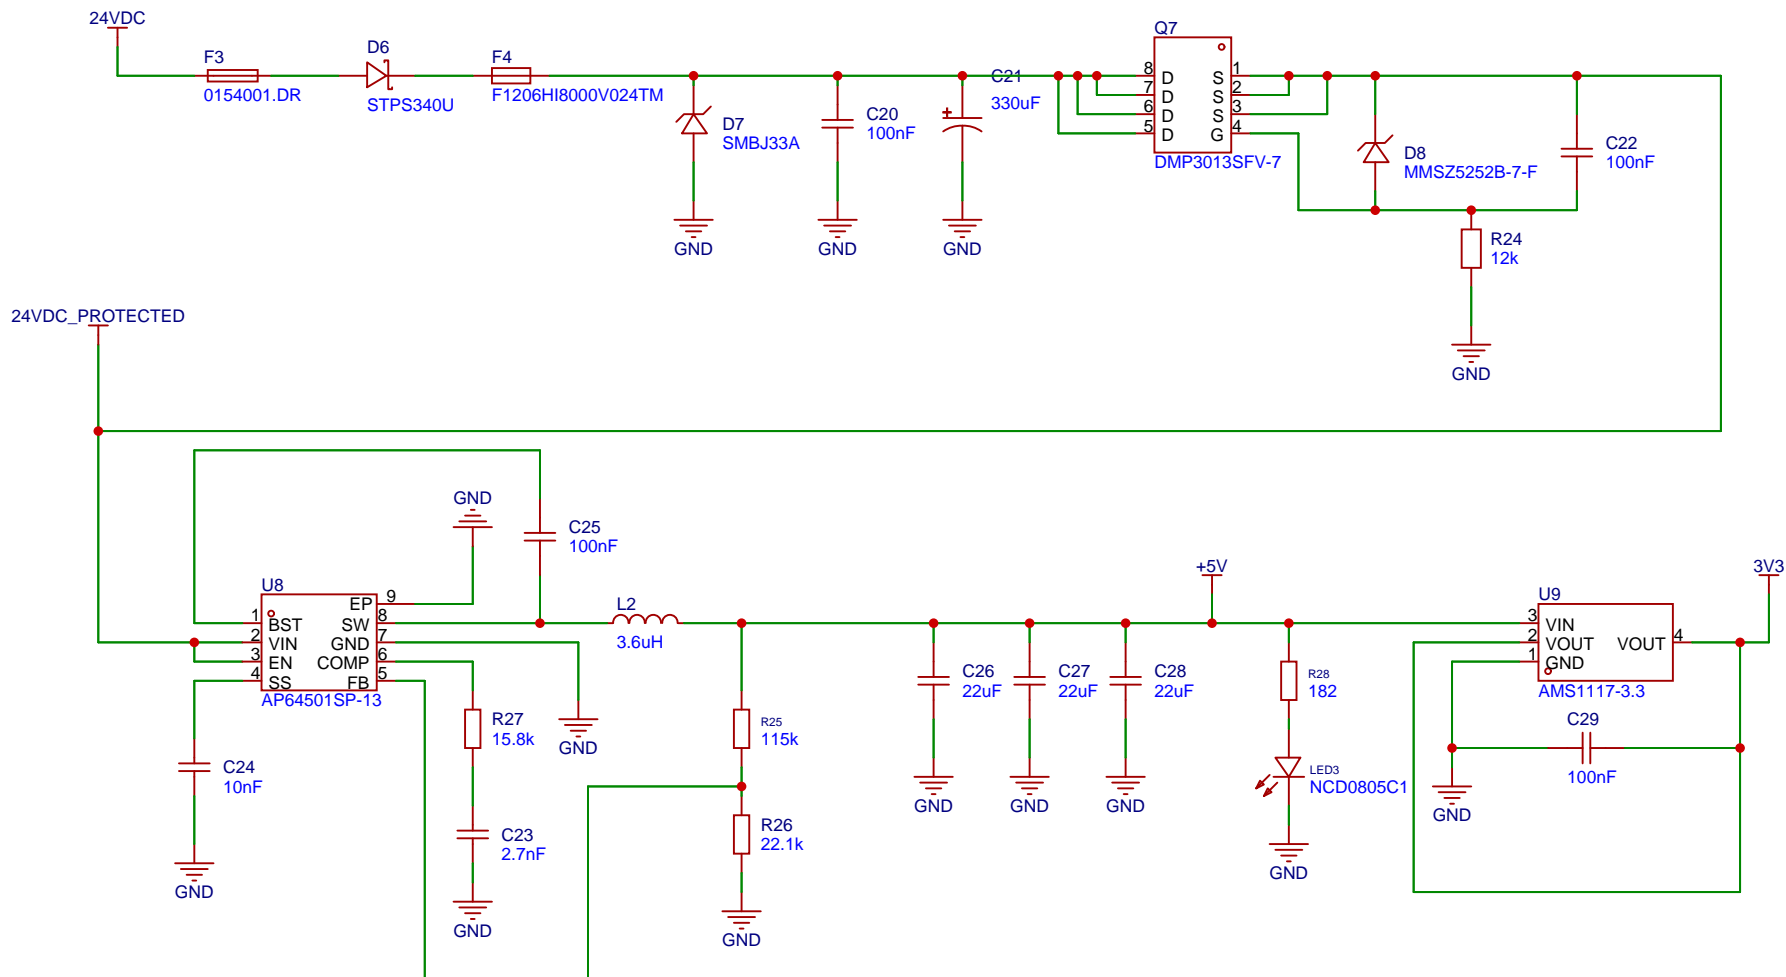 24VDC
F3
0154001.DR
D6
STPS340U
F4
F1206HI8000V024TM
D7
SMBJ33A
C20
100nF
C21
330uF
+
GND
GND
GND
Q7
8 D S 1
7 D S 2
6 D S 3
5 D G 4
DMP3013SFV-7
D8
MMSZ5252B-7-F
C22
100nF
R24
12k
GND
24VDC_PROTECTED
GND
C25
100nF
U8
EP 9
1 BST SW 8
2 VIN GND 7
3 EN COMP 6
4 SS FB 5
AP64501SP-13
L2
3.6uH
C24
10nF
GND
R27
15.8k
C23
2.7nF
GND
GND
R25
115k
R26
22.1k
GND
C26
22uF
GND
C27
22uF
GND
C28
22uF
GND
+5V
R28
182
LED3
NCD0805C1
GND
3V3
U9
3 VIN
2 VOUT VOUT 4
1 GND
AMS1117-3.3
C29
100nF
GND